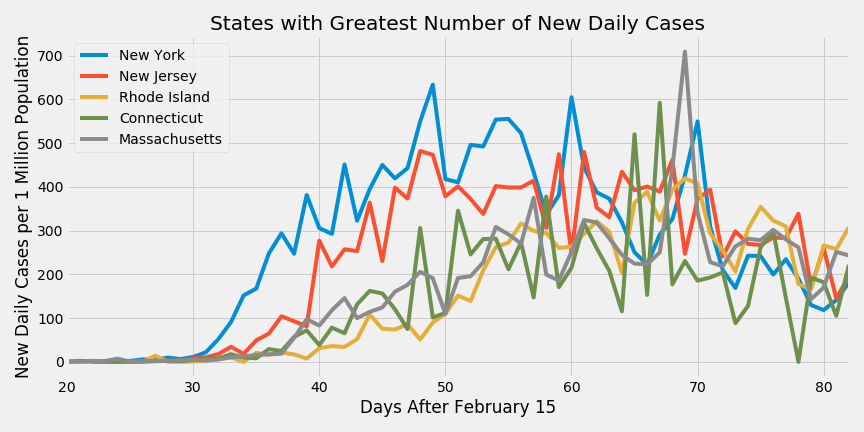 States with Greatest Number of New Daily Cases
New Daily Cases per 1 Million Population
700
600
500
400
300
200
100
0
New York
New Jersey
Rhode Island
Connecticut
Massachusetts
20
30
40
50
60
70
80
Days After February 15